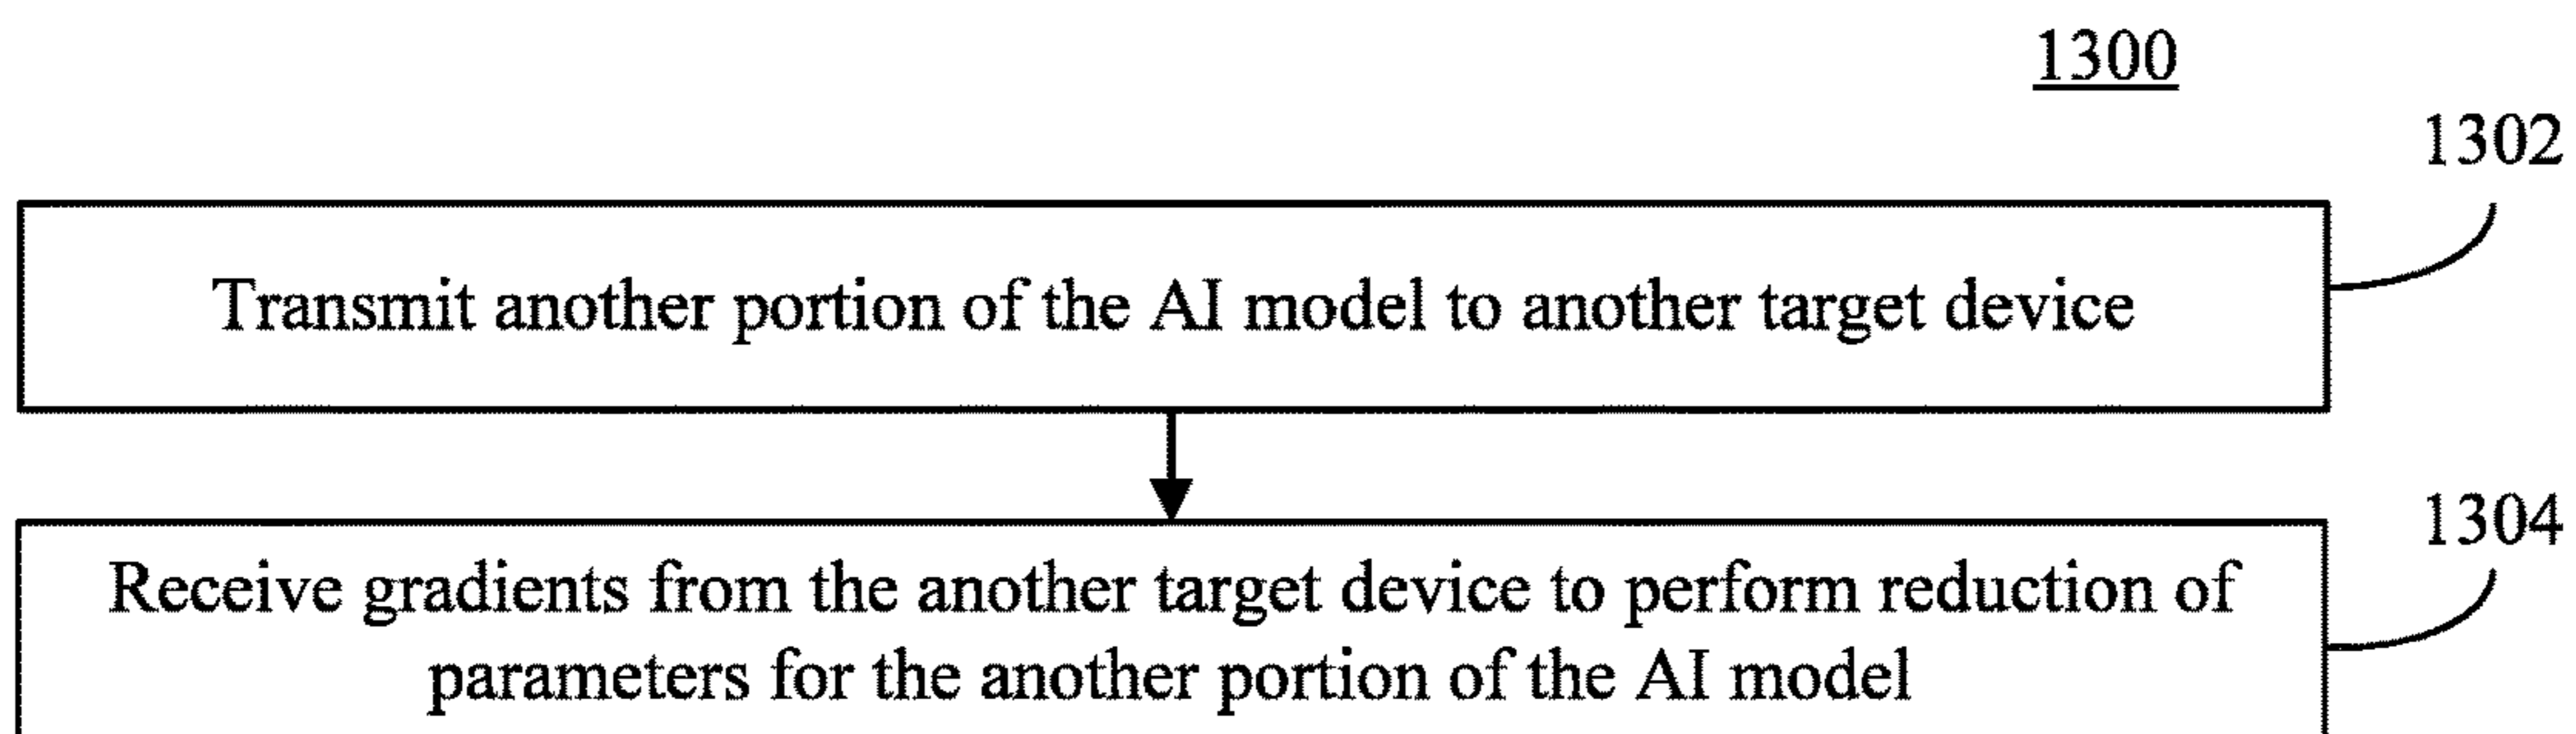 1300
1302
Transmit another portion of the AI model to another target device
1304
Receive gradients from the another target device to perform reduction of
parameters for the another portion of the AI model